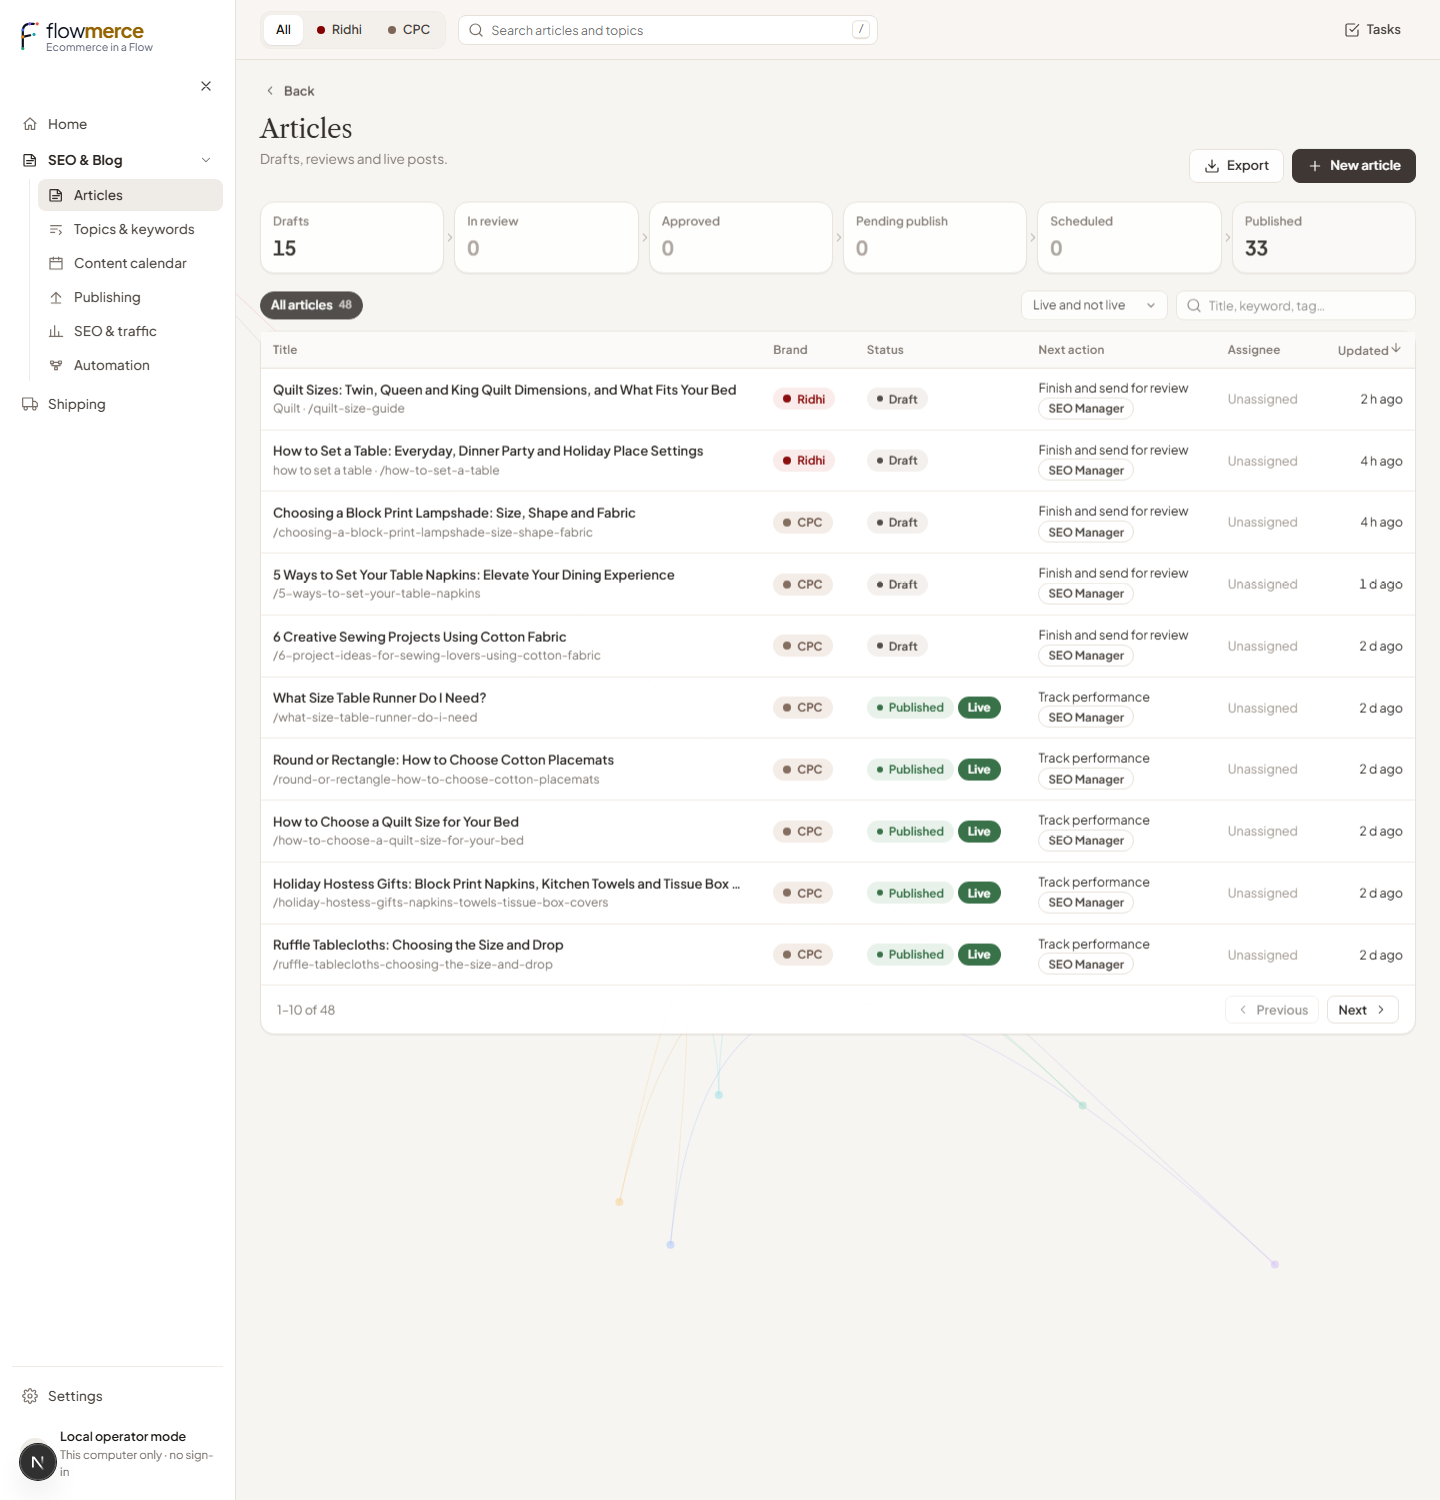 flowmerce
Ecommerce in a Flow
Home
SEO & Blog
Articles
Topics & keywords
Content calendar
Publishing
SEO & traffic
Automation
Shipping
Settings
Local operator mode
This computer only · no sign-
in
N
All Ridhi CPC
Search articles and topics /
Tasks
Back
Articles
Drafts, reviews and live posts.
Export
New article
Drafts
15
In review
0
Approved
0
Pending publish
0
Scheduled
0
Published
33
All articles 48
Live and not live
Title, keyword, tag...
Title Brand Status Next action Assignee Updated
Quilt Sizes: Twin, Queen and King Quilt Dimensions, and What Fits Your Bed
Quilt · /quilt-size-guide
Ridhi Draft
Finish and send for review
SEO Manager
Unassigned 2 h ago
How to Set a Table: Everyday, Dinner Party and Holiday Place Settings
how to set a table · /how-to-set-a-table
Ridhi Draft
Finish and send for review
SEO Manager
Unassigned 4 h ago
Choosing a Block Print Lampshade: Size, Shape and Fabric
/choosing-a-block-print-lampshade-size-shape-fabric
CPC Draft
Finish and send for review
SEO Manager
Unassigned 4 h ago
5 Ways to Set Your Table Napkins: Elevate Your Dining Experience
/5-ways-to-set-your-table-napkins
CPC Draft
Finish and send for review
SEO Manager
Unassigned 1 d ago
6 Creative Sewing Projects Using Cotton Fabric
/6-project-ideas-for-sewing-lovers-using-cotton-fabric
CPC Draft
Finish and send for review
SEO Manager
Unassigned 2 d ago
What Size Table Runner Do I Need?
/what-size-table-runner-do-i-need
CPC Published Live
Track performance
SEO Manager
Unassigned 2 d ago
Round or Rectangle: How to Choose Cotton Placemats
/round-or-rectangle-how-to-choose-cotton-placemats
CPC Published Live
Track performance
SEO Manager
Unassigned 2 d ago
How to Choose a Quilt Size for Your Bed
/how-to-choose-a-quilt-size-for-your-bed
CPC Published Live
Track performance
SEO Manager
Unassigned 2 d ago
Holiday Hostess Gifts: Block Print Napkins, Kitchen Towels and Tissue Box ...
/holiday-hostess-gifts-napkins-towels-tissue-box-covers
CPC Published Live
Track performance
SEO Manager
Unassigned 2 d ago
Ruffle Tablecloths: Choosing the Size and Drop
/ruffle-tablecloths-choosing-the-size-and-drop
CPC Published Live
Track performance
SEO Manager
Unassigned 2 d ago
1–10 of 48
Previous Next